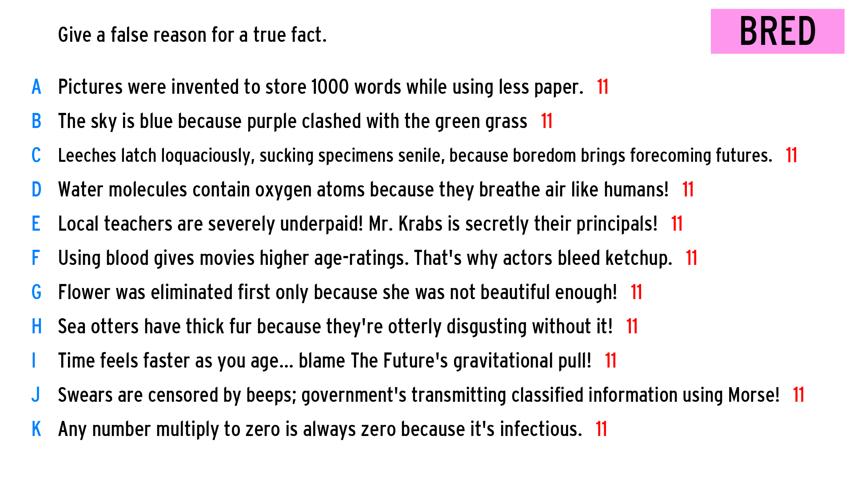 Give a false reason for a true fact.
BRED
A Pictures were invented to store 1000 words while using less paper. 11
B The sky is blue because purple clashed with the green grass 11
C Leeches latch loquaciously, sucking specimens senile, because boredom brings forecoming futures. 11
D Water molecules contain oxygen atoms because they breathe air like humans! 11
E Local teachers are severely underpaid! Mr. Krabs is secretly their principals! 11
F Using blood gives movies higher age-ratings. That's why actors bleed ketchup. 11
G Flower was eliminated first only because she was not beautiful enough! 11
H Sea otters have thick fur because they're otterly disgusting without it! 11
I Time feels faster as you age... blame The Future's gravitational pull! 11
J Swears are censored by beeps; government's transmitting classified information using Morse! 11
K Any number multiply to zero is always zero because it's infectious. 11